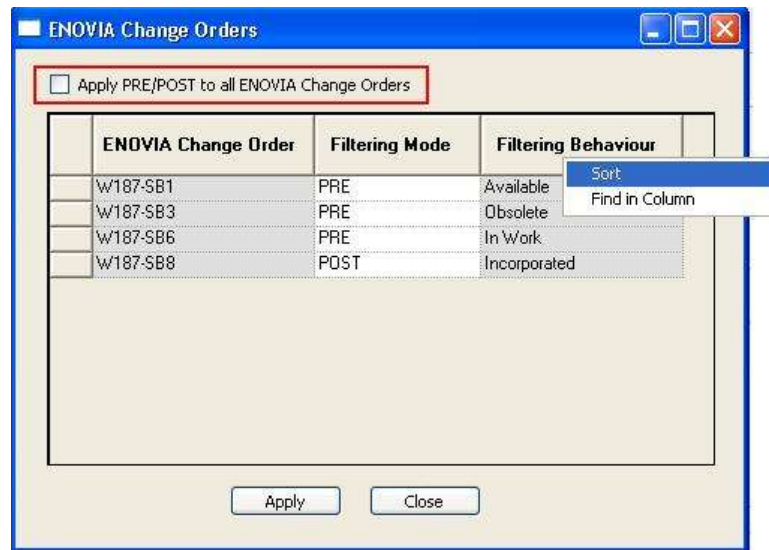 ENOVIA Change Orders
Apply PRE/POST to all ENOVIA Change Orders
ENOVIA Change Order Filtering Mode Filtering Behaviour
Sort
Find in Column
W187-SB1 PRE Available
W187-SB3 PRE Obsolete
W187-SB6 PRE In Work
W187-SB8 POST Incorporated
Apply Close